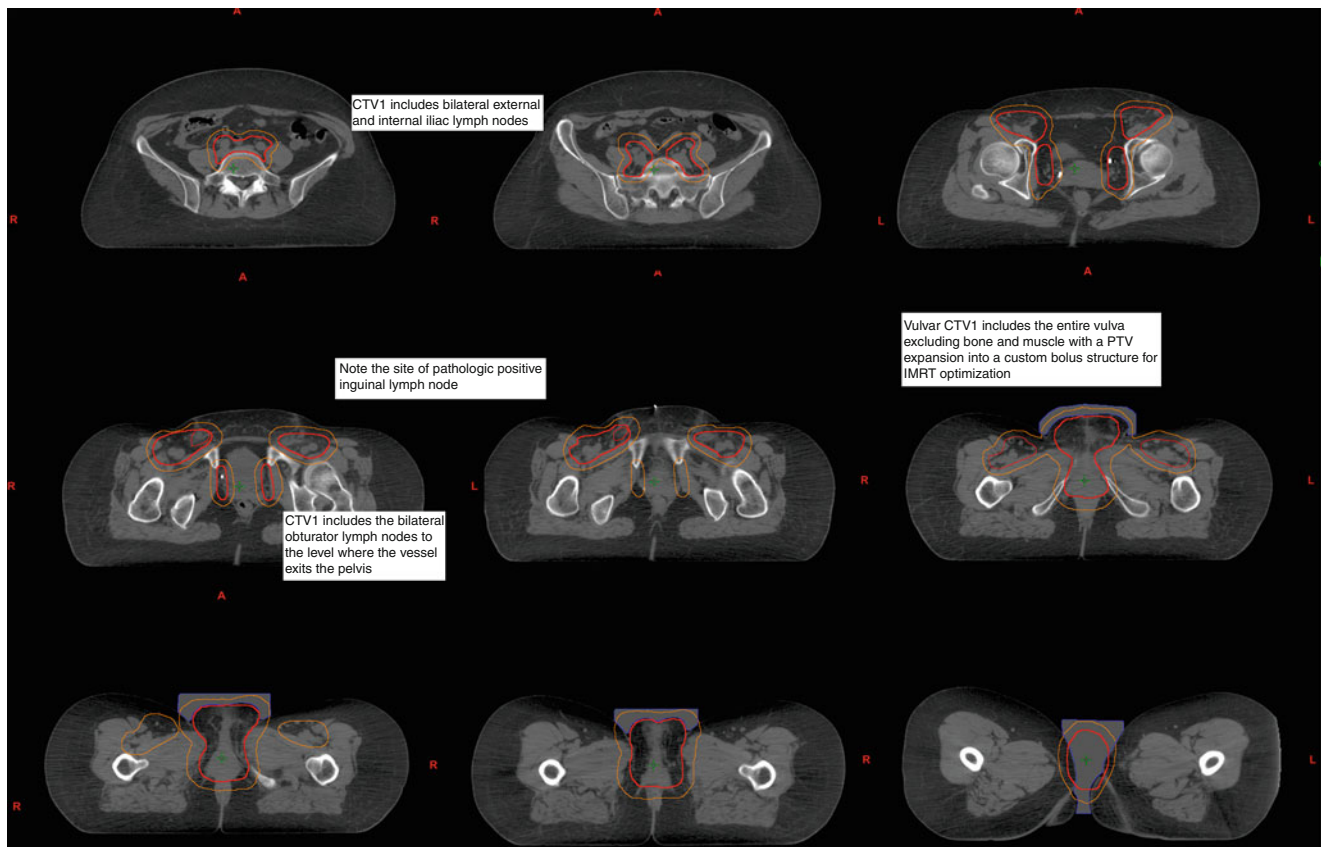 A
A
A
CTV1 includes bilateral external
and internal iliac lymph nodes
R
R
L
L
A
A
A
Vulvar CTV1 includes the entire vulva
excluding bone and muscle with a PTV
expansion into a custom bolus structure for
IMRT optimization
Note the site of pathologic positive
inguinal lymph node
R
L
R
L
CTV1 includes the bilateral
obturator lymph nodes to
the level where the vessel
exits the pelvis
A
R
R
R
L